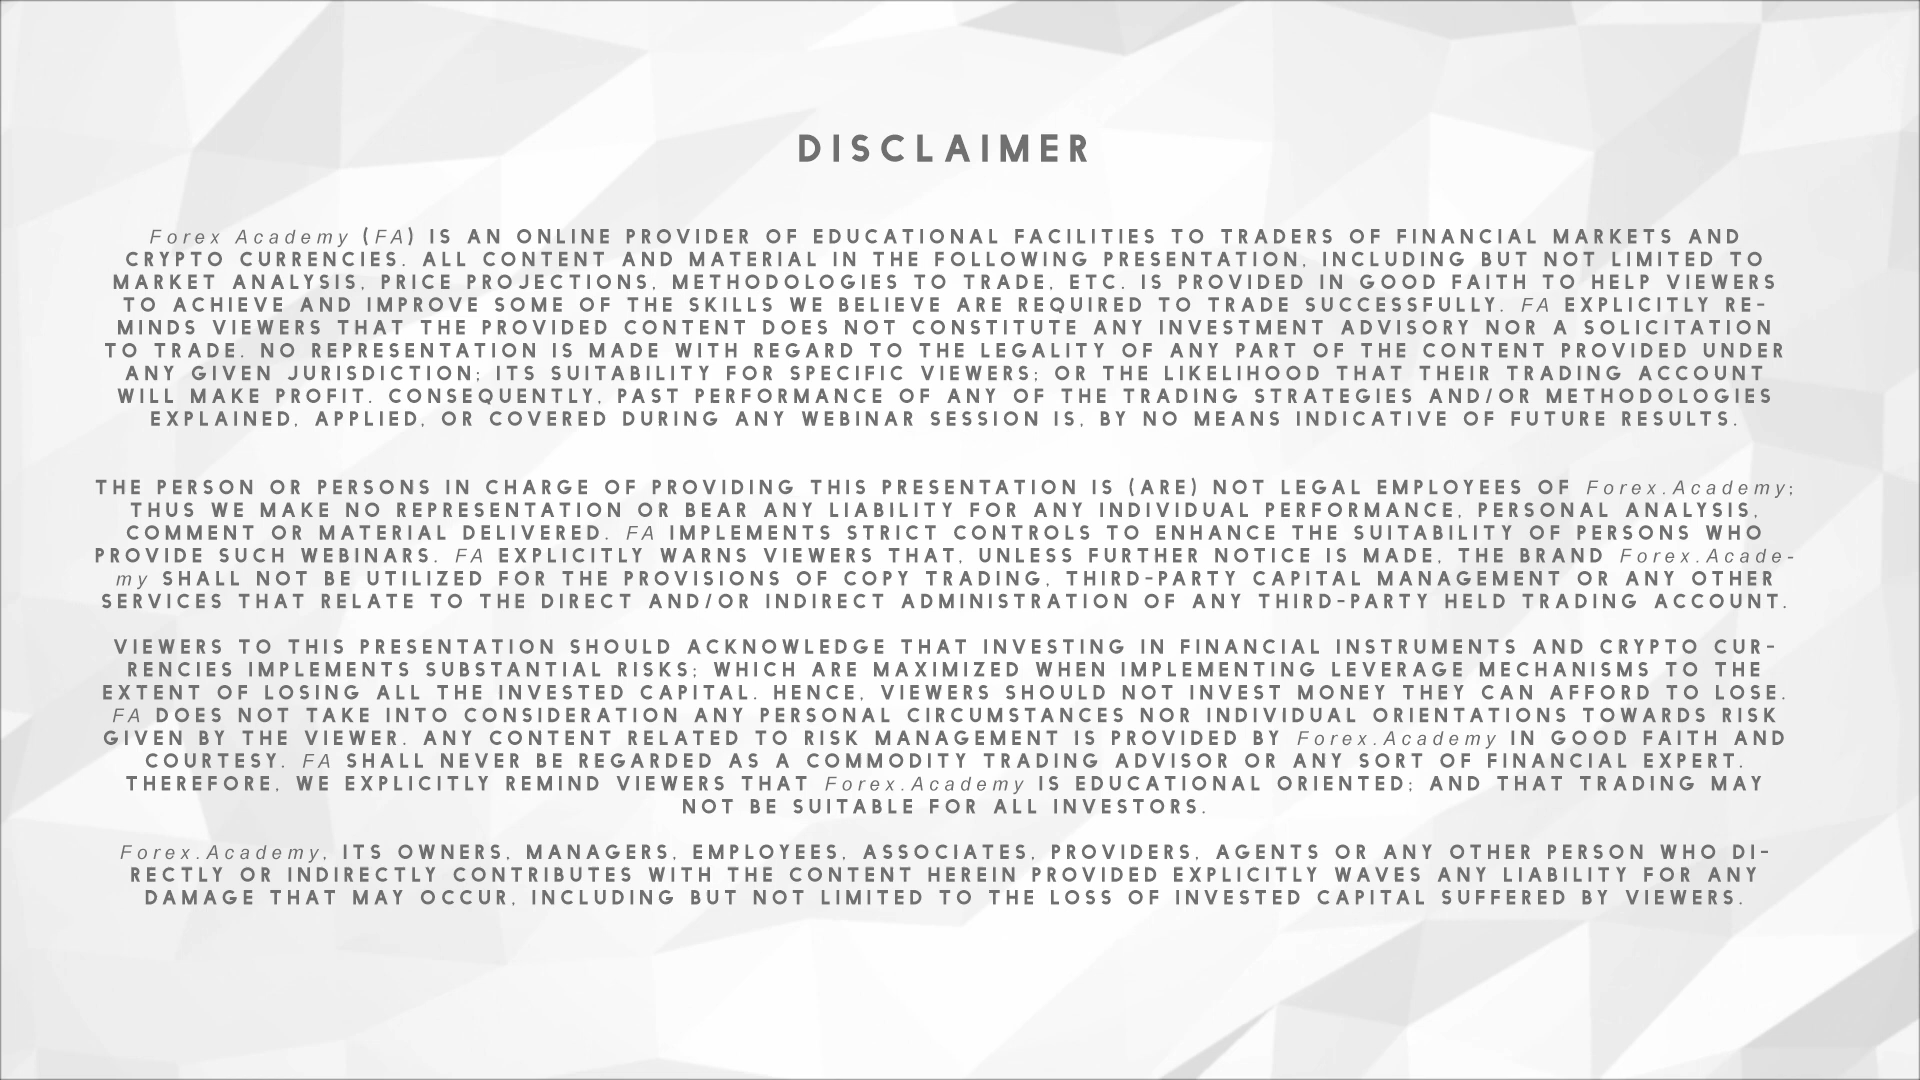 DISCLAIMER
Forex Academy (FA) IS AN ONLINE PROVIDER OF EDUCATIONAL FACILITIES TO TRADERS OF FINANCIAL MARKETS AND
CRYPTO CURRENCIES. ALL CONTENT AND MATERIAL IN THE FOLLOWING PRESENTATION, INCLUDING BUT NOT LIMITED TO
MARKET ANALYSIS, PRICE PROJECTIONS, METHODOLOGIES TO TRADE, ETC. IS PROVIDED IN GOOD FAITH TO HELP VIEWERS
TO ACHIEVE AND IMPROVE SOME OF THE SKILLS WE BELIEVE ARE REQUIRED TO TRADE SUCCESSFULLY. FA EXPLICITLY RE-
MINDS VIEWERS THAT THE PROVIDED CONTENT DOES NOT CONSTITUTE ANY INVESTMENT ADVISORY NOR A SOLICITATION
TO TRADE. NO REPRESENTATION IS MADE WITH REGARD TO THE LEGALITY OF ANY PART OF THE CONTENT PROVIDED UNDER
ANY GIVEN JURISDICTION; ITS SUITABILITY FOR SPECIFIC VIEWERS; OR THE LIKELIHOOD THAT THEIR TRADING ACCOUNT
WILL MAKE PROFIT. CONSEQUENTLY, PAST PERFORMANCE OF ANY OF THE TRADING STRATEGIES AND/OR METHODOLOGIES
EXPLAINED, APPLIED, OR COVERED DURING ANY WEBINAR SESSION IS, BY NO MEANS INDICATIVE OF FUTURE RESULTS.
THE PERSON OR PERSONS IN CHARGE OF PROVIDING THIS PRESENTATION IS (ARE) NOT LEGAL EMPLOYEES OF Forex.Academy;
THUS WE MAKE NO REPRESENTATION OR BEAR ANY LIABILITY FOR ANY INDIVIDUAL PERFORMANCE, PERSONAL ANALYSIS,
COMMENT OR MATERIAL DELIVERED. FA IMPLEMENTS STRICT CONTROLS TO ENHANCE THE SUITABILITY OF PERSONS WHO
PROVIDE SUCH WEBINARS. FA EXPLICITLY WARNS VIEWERS THAT, UNLESS FURTHER NOTICE IS MADE, THE BRAND Forex.Acade-
my SHALL NOT BE UTILIZED FOR THE PROVISIONS OF COPY TRADING, THIRD-PARTY CAPITAL MANAGEMENT OR ANY OTHER
SERVICES THAT RELATE TO THE DIRECT AND/OR INDIRECT ADMINISTRATION OF ANY THIRD-PARTY HELD TRADING ACCOUNT.
VIEWERS TO THIS PRESENTATION SHOULD ACKNOWLEDGE THAT INVESTING IN FINANCIAL INSTRUMENTS AND CRYPTO CUR-
RENCIES IMPLEMENTS SUBSTANTIAL RISKS; WHICH ARE MAXIMIZED WHEN IMPLEMENTING LEVERAGE MECHANISMS TO THE
EXTENT OF LOSING ALL THE INVESTED CAPITAL. HENCE, VIEWERS SHOULD NOT INVEST MONEY THEY CAN AFFORD TO LOSE.
FA DOES NOT TAKE INTO CONSIDERATION ANY PERSONAL CIRCUMSTANCES NOR INDIVIDUAL ORIENTATIONS TOWARDS RISK
GIVEN BY THE VIEWER. ANY CONTENT RELATED TO RISK MANAGEMENT IS PROVIDED BY Forex.Academy IN GOOD FAITH AND
COURTESY. FA SHALL NEVER BE REGARDED AS A COMMODITY TRADING ADVISOR OR ANY SORT OF FINANCIAL EXPERT.
THEREFORE, WE EXPLICITLY REMIND VIEWERS THAT Forex.Academy IS EDUCATIONAL ORIENTED; AND THAT TRADING MAY
NOT BE SUITABLE FOR ALL INVESTORS.
Forex.Academy, ITS OWNERS, MANAGERS, EMPLOYEES, ASSOCIATES, PROVIDERS, AGENTS OR ANY OTHER PERSON WHO DI-
RECTLY OR INDIRECTLY CONTRIBUTES WITH THE CONTENT HEREIN PROVIDED EXPLICITLY WAVES ANY LIABILITY FOR ANY
DAMAGE THAT MAY OCCUR, INCLUDING BUT NOT LIMITED TO THE LOSS OF INVESTED CAPITAL SUFFERED BY VIEWERS.